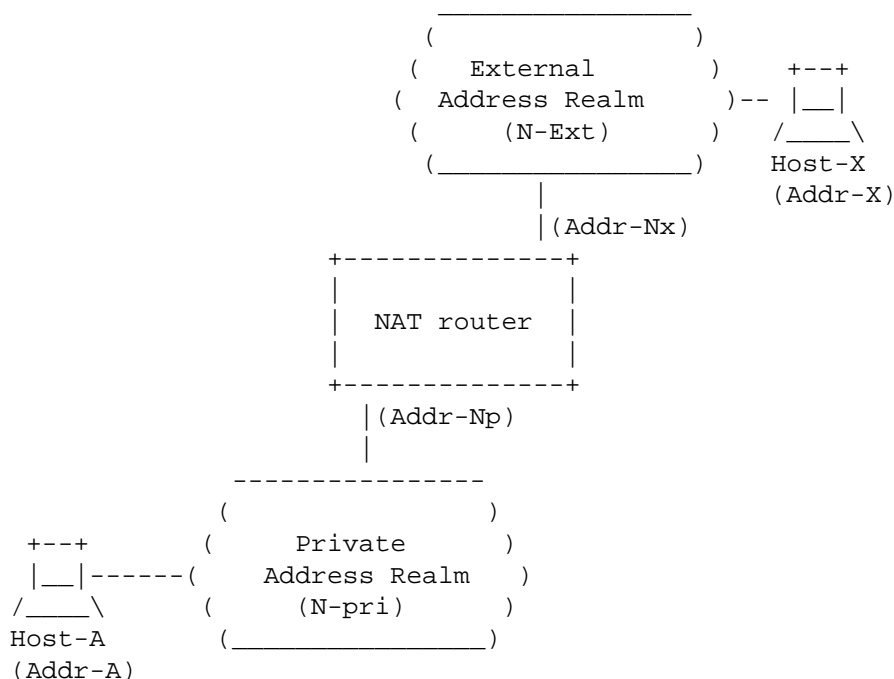 External
Address Realm
(N-Ext)
Host-X
(Addr-X)
(Addr-Nx)
NAT router
(Addr-Np)
Private
Address Realm
(N-pri)
Host-A
(Addr-A)